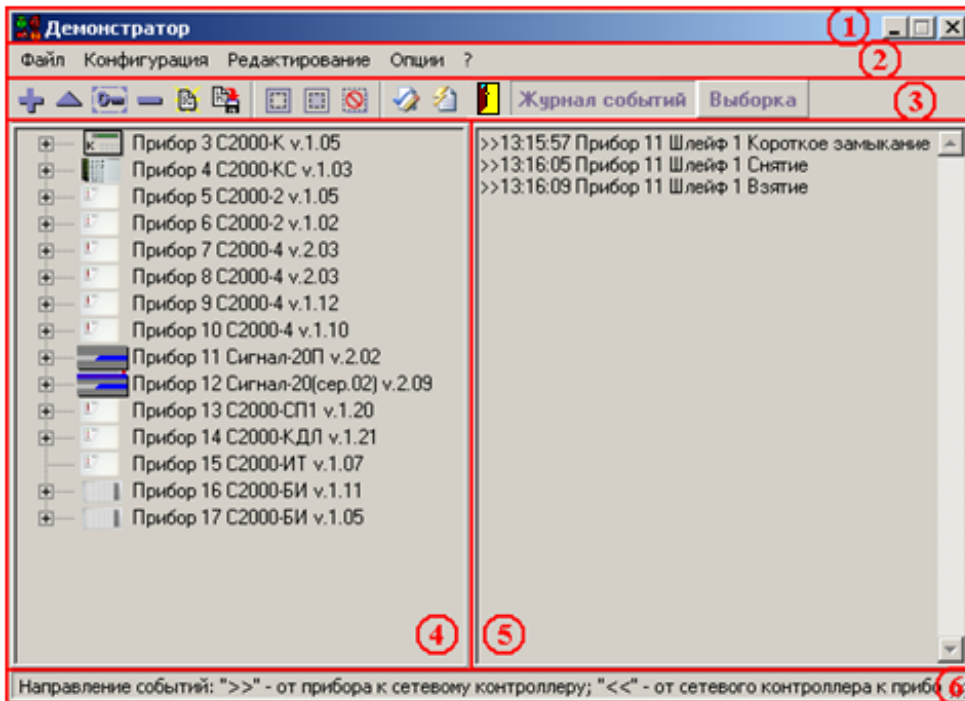 Демонстратор 1
Файл Конфигурация Редактирование Опции ? 2
Журнал событий Выборка 3
Прибор 3 С2000-К v.1.05
Прибор 4 С2000-КС v.1.03
Прибор 5 С2000-2 v.1.05
Прибор 6 С2000-2 v.1.02
Прибор 7 С2000-4 v.2.03
Прибор 8 С2000-4 v.2.03
Прибор 9 С2000-4 v.1.12
Прибор 10 С2000-4 v.1.10
Прибор 11 Сигнал-20П v.2.02
Прибор 12 Сигнал-20(сер.02) v.2.09
Прибор 13 С2000-СП1 v.1.20
Прибор 14 С2000-КДЛ v.1.21
Прибор 15 С2000-ИТ v.1.07
Прибор 16 С2000-БИ v.1.11
Прибор 17 С2000-БИ v.1.05
4
>>13:15:57 Прибор 11 Шлейф 1 Короткое замыкание
>>13:16:05 Прибор 11 Шлейф 1 Снятие
>>13:16:09 Прибор 11 Шлейф 1 Взятие
5
Направление событий: ">>" - от прибора к сетевому контроллеру; "<<" - от сетевого контроллера к прибо 6